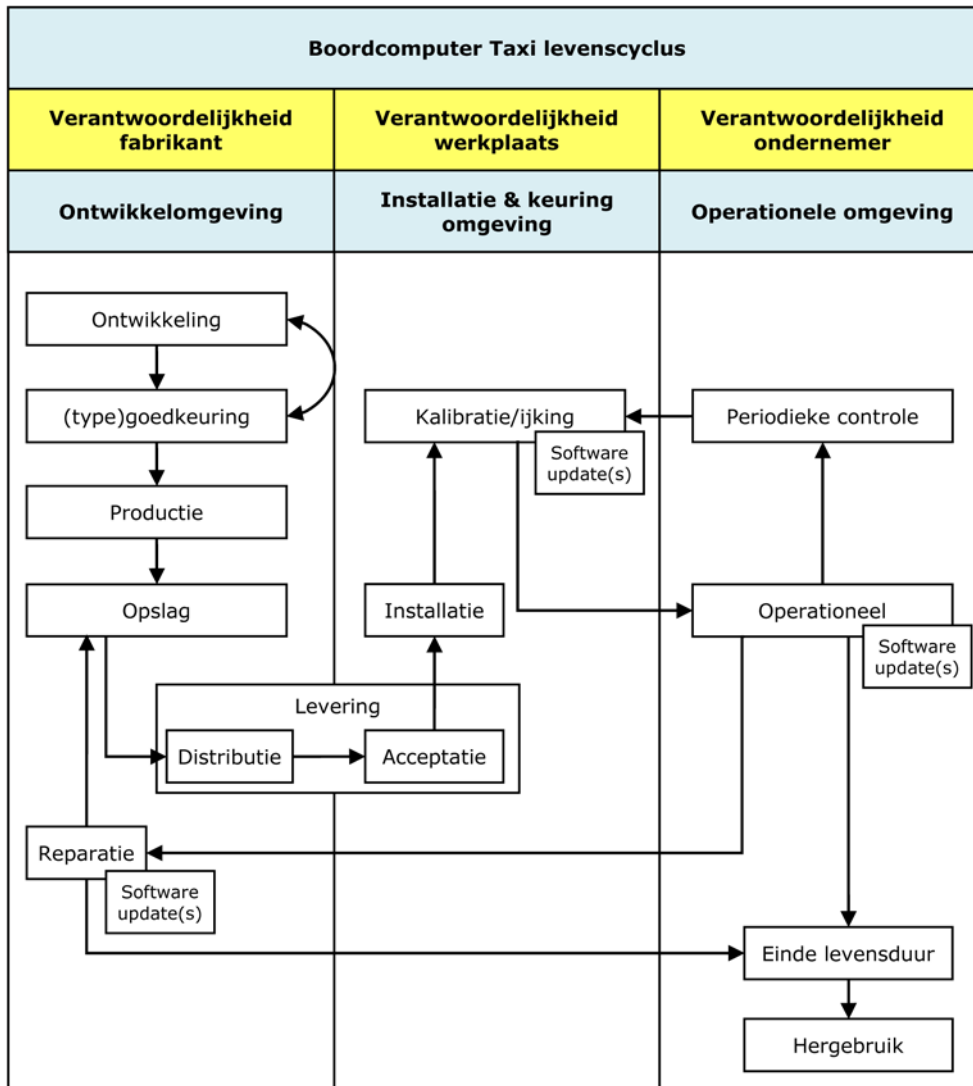 Boordcomputer Taxi levenscyclus
Verantwoordelijkheid
fabrikant
Verantwoordelijkheid
werkplaats
Verantwoordelijkheid
ondernemer
Ontwikkelomgeving
Installatie & keuring
omgeving
Operationele omgeving
Ontwikkeling
(type)goedkeuring
Kalibratie/ijking
Periodieke controle
Software
update(s)
Productie
Opslag
Installatie
Operationeel
Software
update(s)
Levering
Distributie
Acceptatie
Reparatie
Software
update(s)
Einde levensduur
Hergebruik